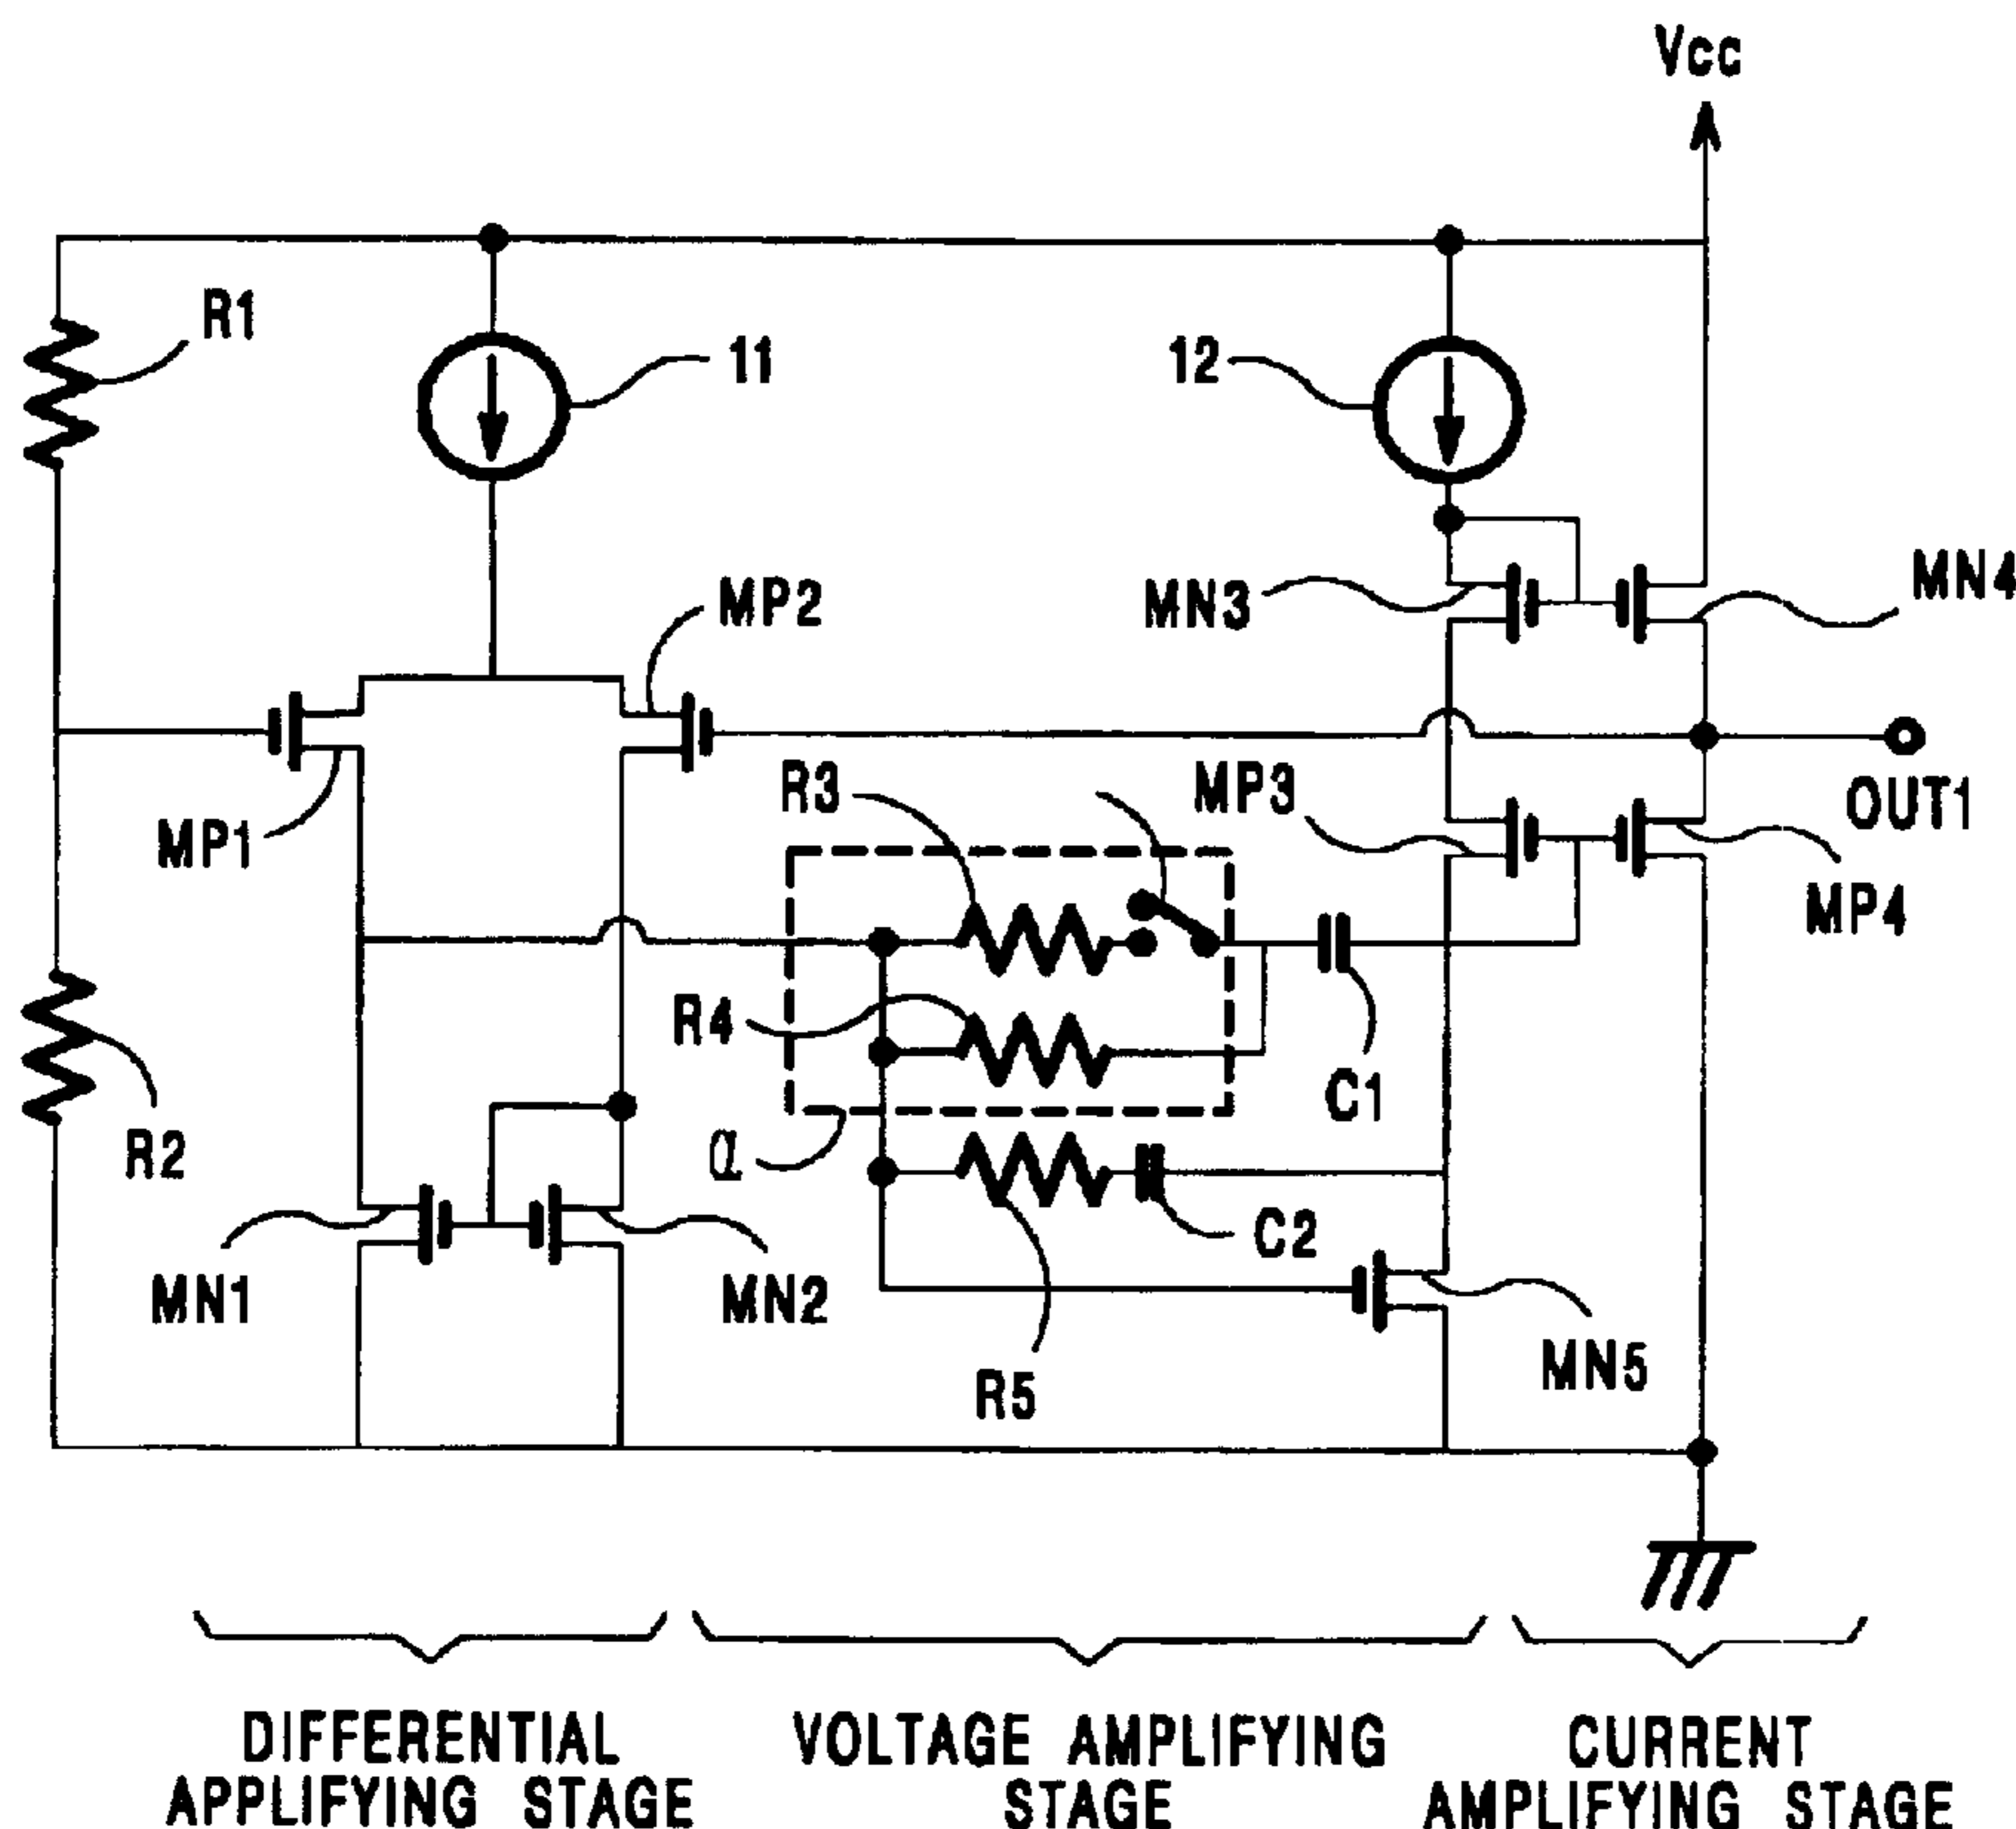 Vcc
R1
11
12
MN3
MN4
MP2
R3
MP3
OUT1
MP1
MP4
R4
C1
R2
α
C2
MN1
MN2
R5
MN5
DIFFERENTIAL
APPLIFYING STAGE
VOLTAGE AMPLIFYING
STAGE
CURRENT
AMPLIFYING STAGE